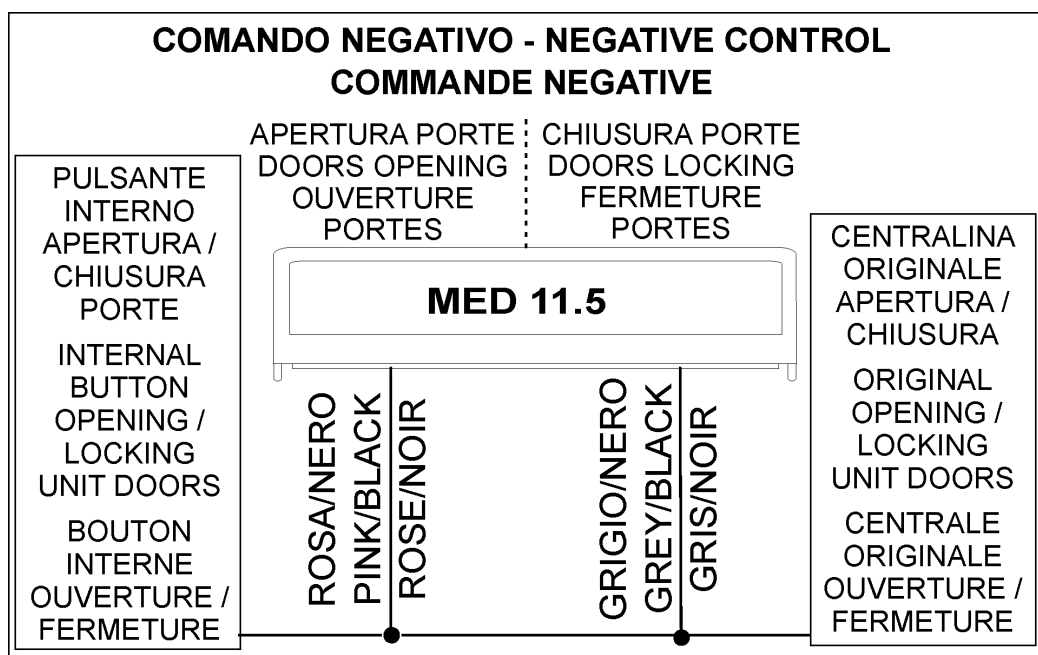 COMANDO NEGATIVO - NEGATIVE CONTROL
COMMANDE NEGATIVE
APERTURA PORTE
DOORS OPENING
OUVERTURE
PORTES
CHIUSURA PORTE
DOORS LOCKING
FERMETURE
PORTES
PULSANTE
INTERNO
APERTURA /
CHIUSURA
PORTE
INTERNAL
BUTTON
OPENING /
LOCKING
UNIT DOORS
BOUTON
INTERNE
OUVERTURE /
FERMETURE
MED 11.5
ROSA/NERO
PINK/BLACK
ROSE/NOIR
GRIGIO/NERO
GREY/BLACK
GRIS/NOIR
CENTRALINA
ORIGINALE
APERTURA /
CHIUSURA
ORIGINAL
OPENING /
LOCKING
UNIT DOORS
CENTRALE
ORIGINALE
OUVERTURE /
FERMETURE